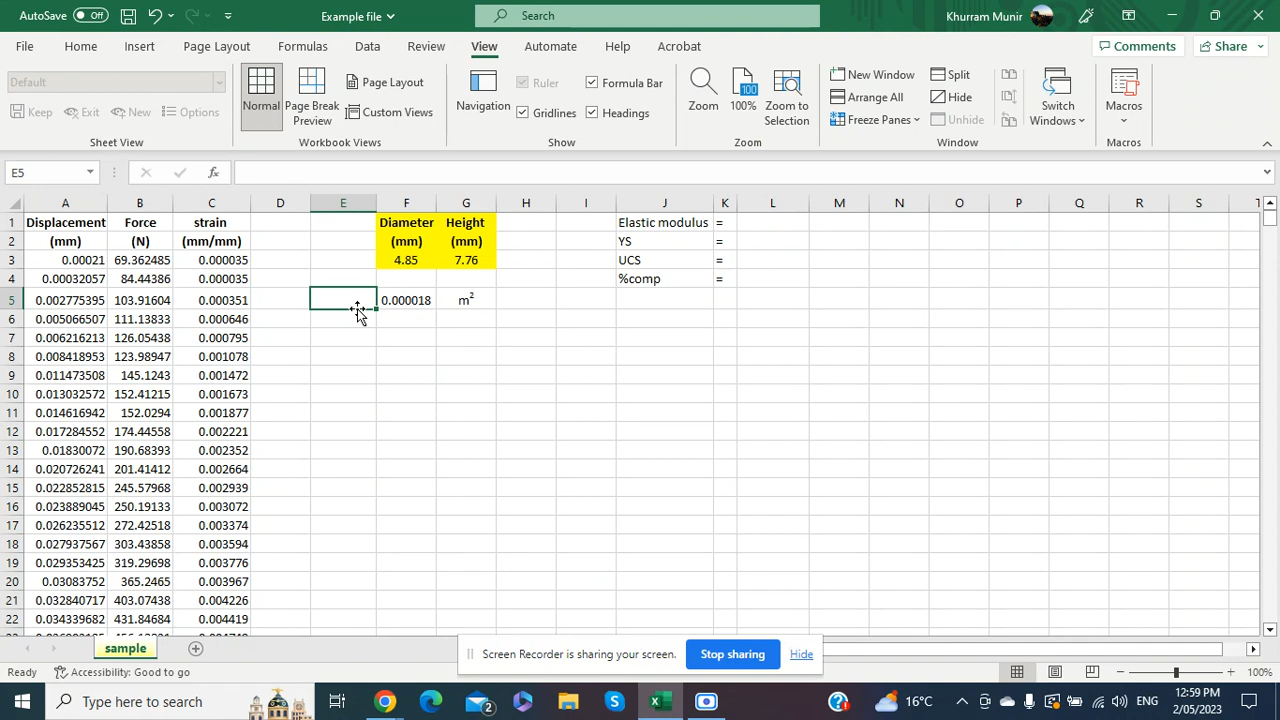 AutoSave Off Example file Search Khurram Munir
File Home Insert Page Layout Formulas Data Review View Automate Help Acrobat Comments Share
Default Normal Page Break Preview Page Layout Navigation Ruler Formula Bar Zoom 100 100% Zoom to Selection New Window Split Switch Windows Macros
Keep Exit New Options Custom Views Gridlines Headings Arrange All Hide Freeze Panes Unhide
Sheet View Workbook Views Show Zoom Window Macros
E5 fx
A B C D E F G H I J K L M N O P Q R S T
1 Displacement Force strain Diameter Height Elastic modulus =
2 (mm) (N) (mm/mm) (mm) (mm) YS =
3 0.00021 69.362485 0.000035 4.85 7.76 UCS =
4 0.00032057 84.44386 0.000035 %comp =
5 0.002775395 103.91604 0.000351 0.000018 m²
6 0.005066507 111.13833 0.000646
7 0.006216213 126.05438 0.000795
8 0.008418953 123.98947 0.001078
9 0.011473508 145.1243 0.001472
10 0.013032572 152.41215 0.001673
11 0.014616942 152.0294 0.001877
12 0.017284552 174.44558 0.002221
13 0.01830072 190.68393 0.002352
14 0.020726241 201.41412 0.002664
15 0.022852815 245.57968 0.002939
16 0.023889045 250.19133 0.003072
17 0.026235512 272.42518 0.003374
18 0.027937567 303.43858 0.003594
19 0.029353425 319.29698 0.003776
20 0.03083752 365.2465 0.003967
21 0.032840717 403.07438 0.004226
22 0.034339682 431.84684 0.004419
sample
Screen Recorder is sharing your screen. Stop sharing Hide
Ready Accessibility: Good to go 100%
Type here to search 2 16°C ENG 12:59 PM
2/05/2023